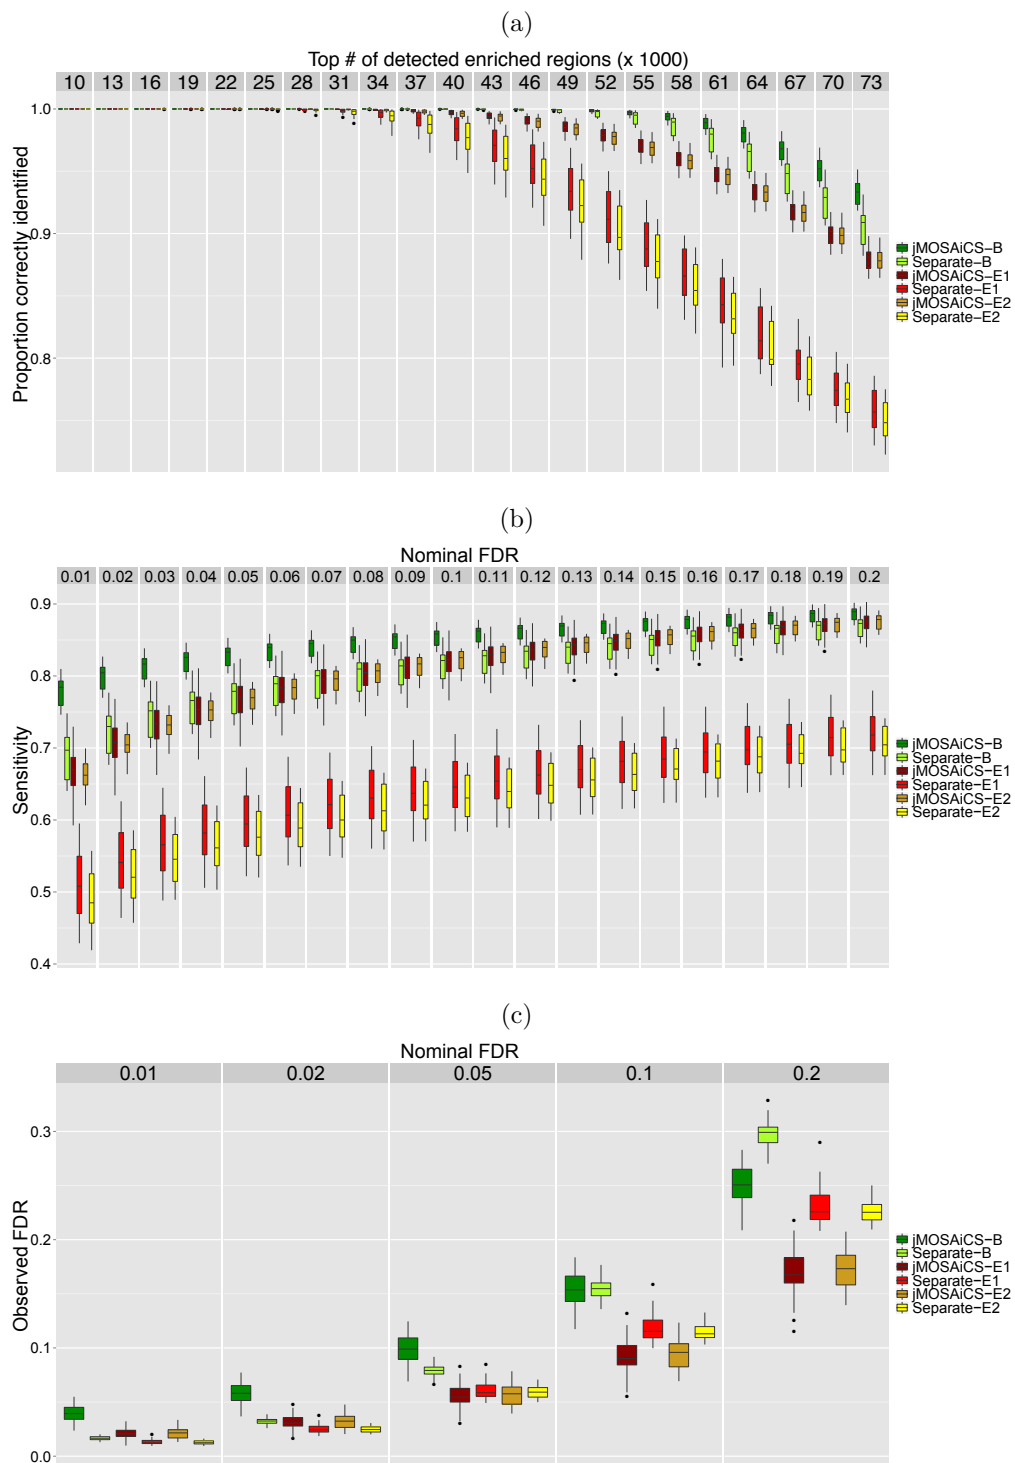 (a)
Top # of detected enriched regions (x 1000)
10 13 16 19 22 25 28 31 34 37 40 43 46 49 52 55 58 61 64 67 70 73
1.0
0.9
0.8
Proportion correctly identified
jMOSAiCS−B
Separate−B
jMOSAiCS−E1
Separate−E1
jMOSAiCS−E2
Separate−E2
(b)
Nominal FDR
0.01 0.02 0.03 0.04 0.05 0.06 0.07 0.08 0.09 0.1 0.11 0.12 0.13 0.14 0.15 0.16 0.17 0.18 0.19 0.2
0.9
0.8
0.7
0.6
0.5
0.4
Sensitivity
jMOSAiCS−B
Separate−B
jMOSAiCS−E1
Separate−E1
jMOSAiCS−E2
Separate−E2
(c)
Nominal FDR
0.01 0.02 0.05 0.1 0.2
0.3
0.2
0.1
0.0
Observed FDR
jMOSAiCS−B
Separate−B
jMOSAiCS−E1
Separate−E1
jMOSAiCS−E2
Separate−E2